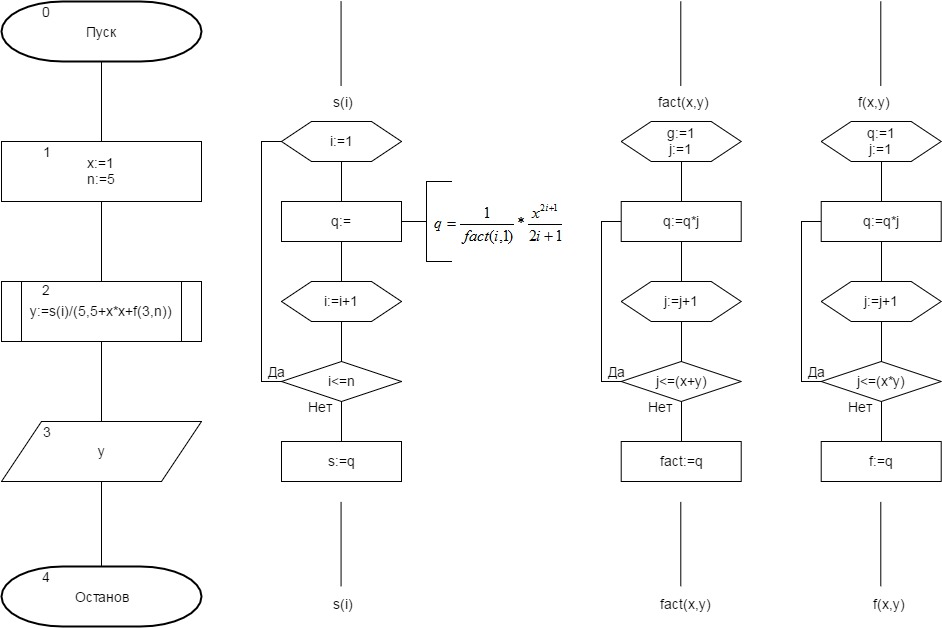 0
Пуск
1
x:=1
n:=5
2
y:=s(i)/(5,5+x*x+f(3,n))
3
y
4
Останов
s(i)
i:=1
q:=
q = 1/fact(i,1) * x^{2i+1}/2i+1
i:=i+1
Да
i<=n
Нет
s:=q
s(i)
fact(x,y)
g:=1
j:=1
q:=q*j
j:=j+1
Да
j<=(x+y)
Нет
fact:=q
fact(x,y)
f(x,y)
q:=1
j:=1
q:=q*j
j:=j+1
Да
j<=(x*y)
Нет
f:=q
f(x,y)